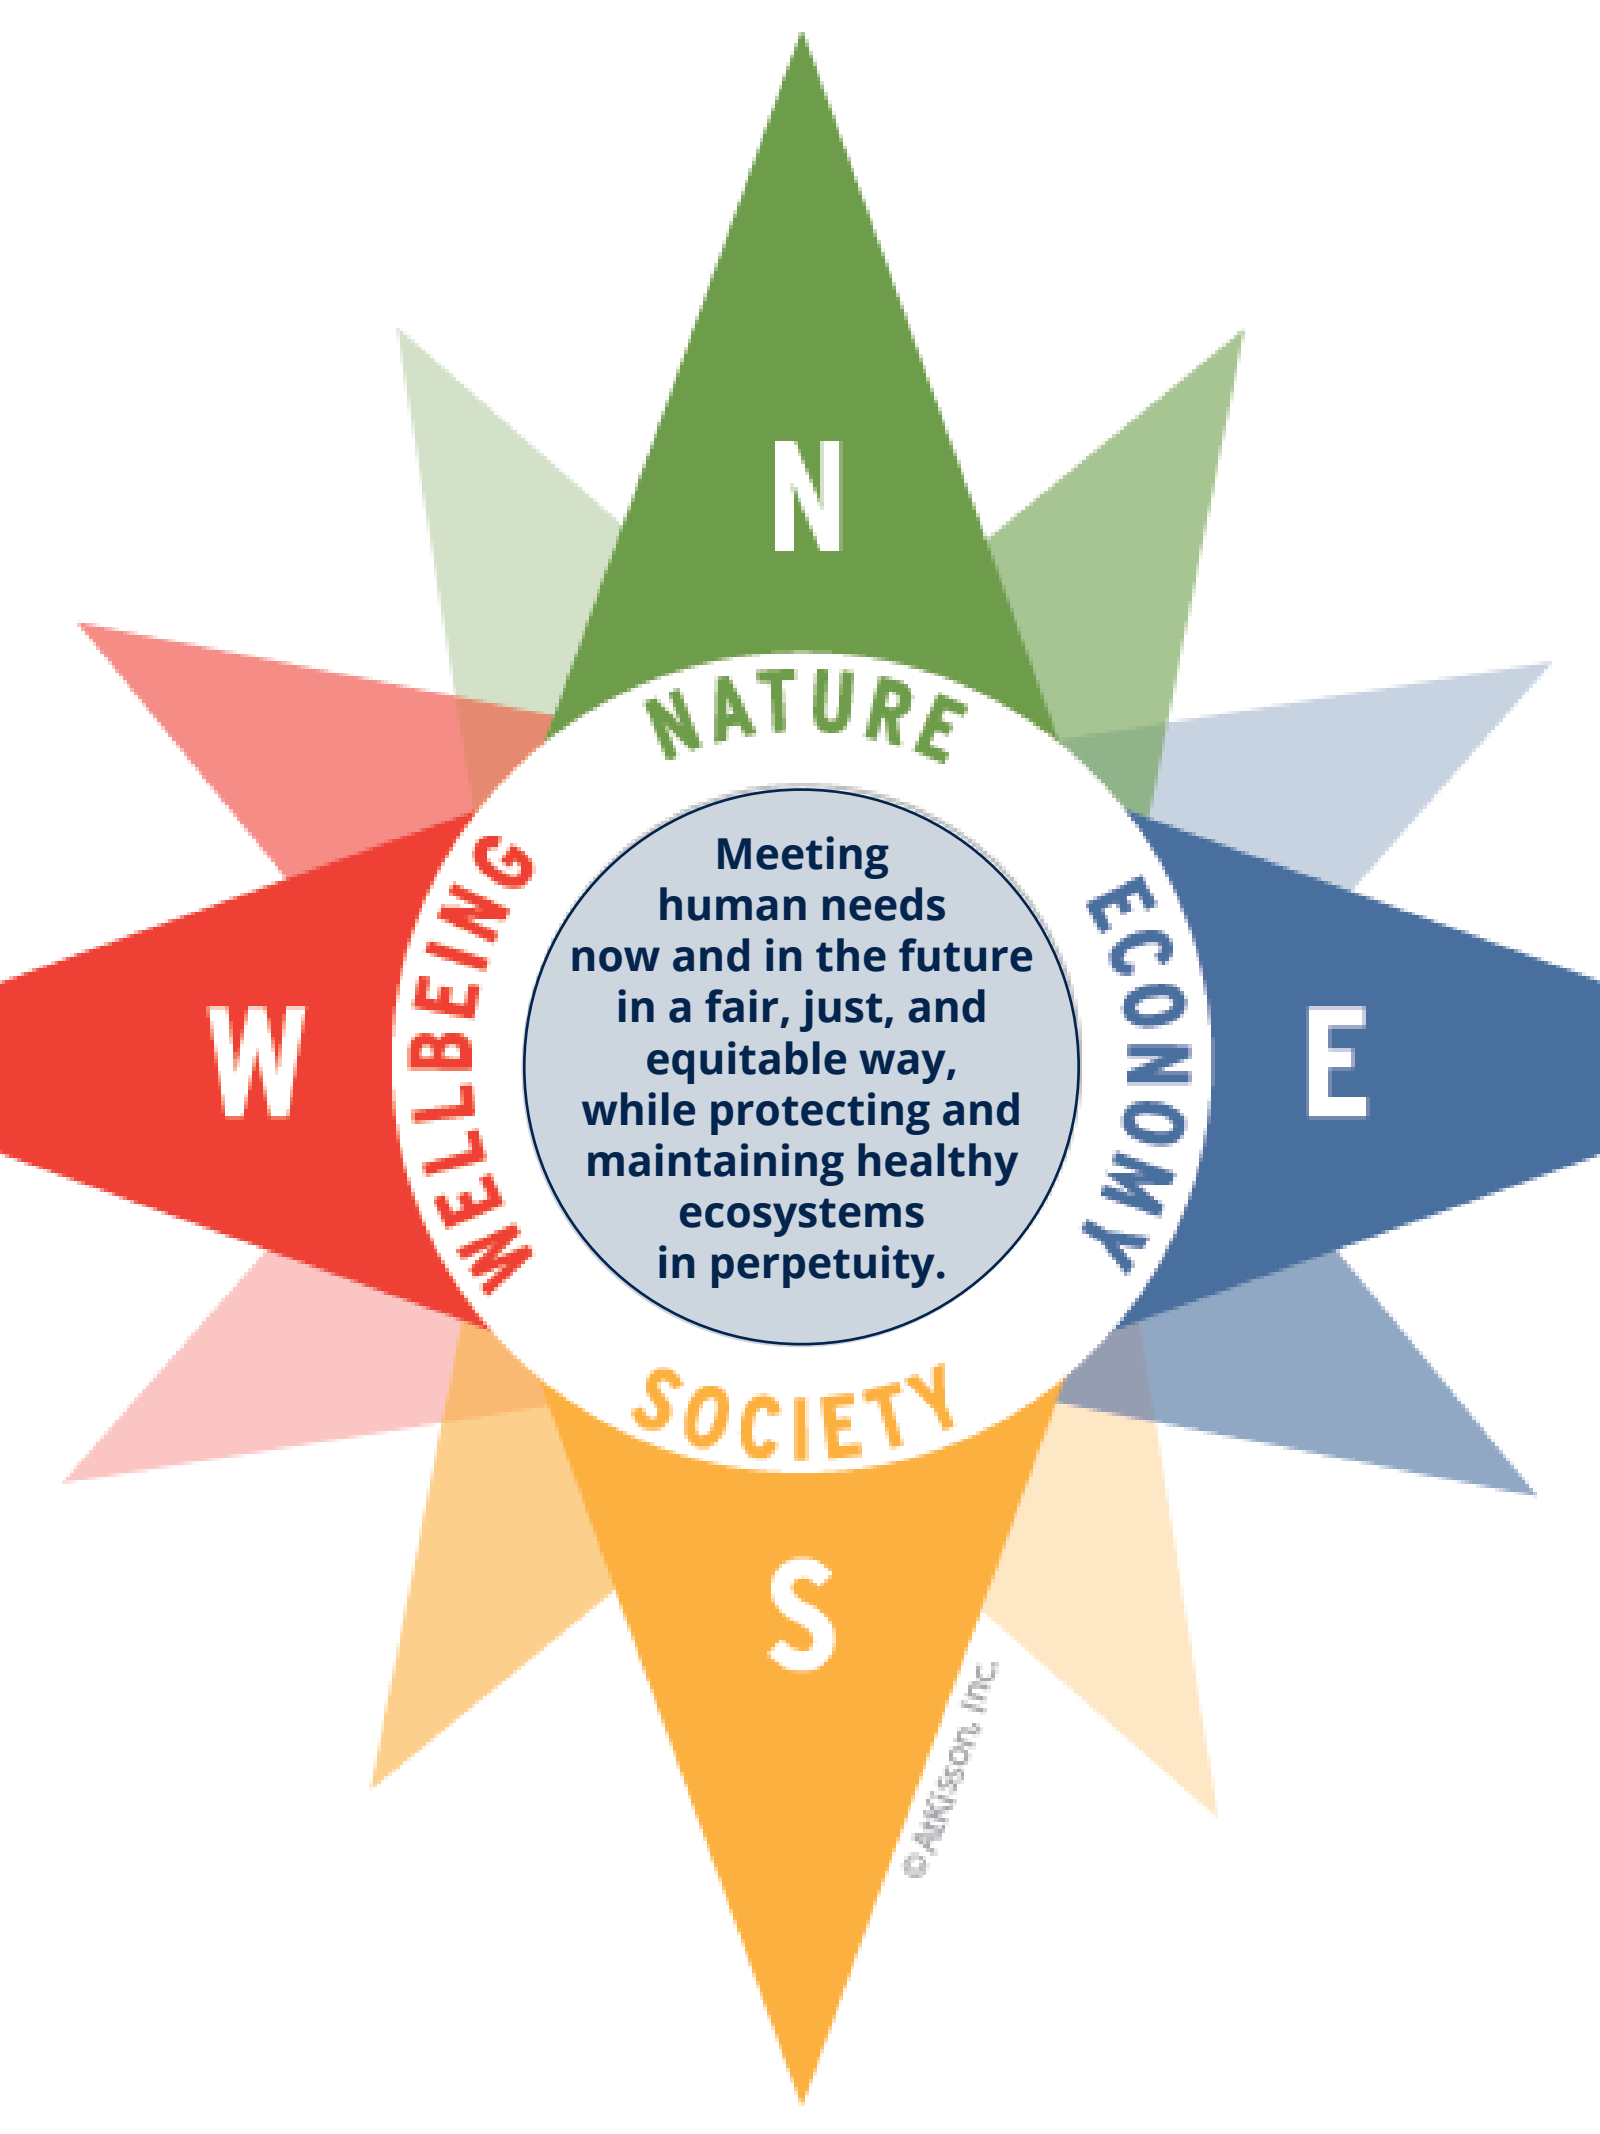 N
NATURE
W
WELLBEING
Meeting
human needs
now and in the future
in a fair, just, and
equitable way,
while protecting and
maintaining healthy
ecosystems
in perpetuity.
ECONOMY
E
SOCIETY
S
© AtKisson, Inc.